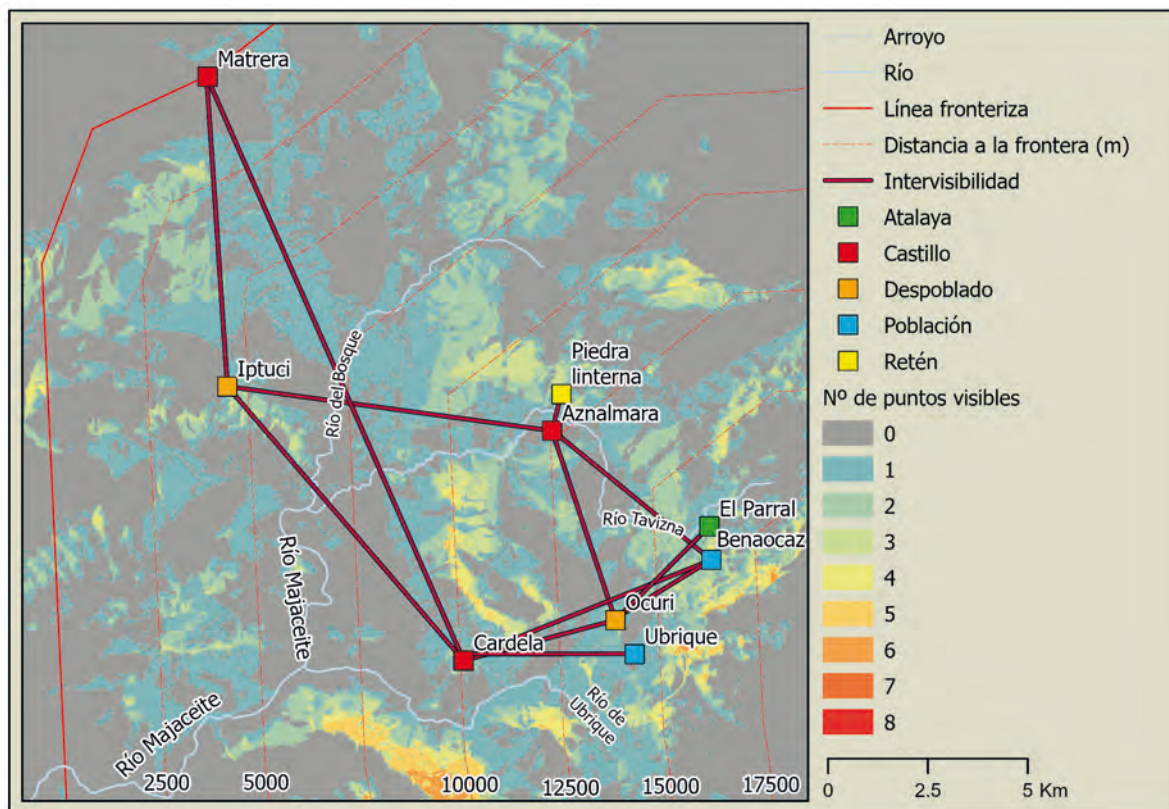 Matrera
Iptuci
Río del Bosque
Piedra
linterna
Aznalmara
Río Tavizna
El Parral
Benaocaz
Ocuri
Ubrique
Cardela
Río Majaceite
Río de
Ubrique
Río Majaceite
2500
5000
10000
12500
15000
17500
Arroyo
Río
Línea fronteriza
Distancia a la frontera (m)
Intervisibilidad
Atalaya
Castillo
Despoblado
Población
Retén
Nº de puntos visibles
0
1
2
3
4
5
6
7
8
0 2.5 5 Km